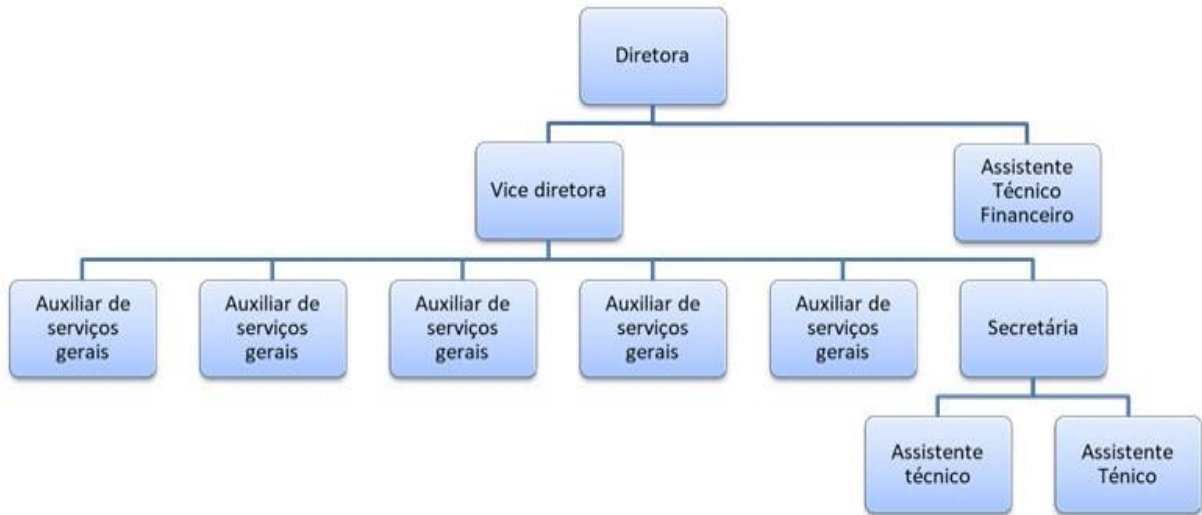 Diretora
Vice diretora
Assistente
Técnico
Financeiro
Auxiliar de
serviços
gerais
Auxiliar de
serviços
gerais
Auxiliar de
serviços
gerais
Auxiliar de
serviços
gerais
Auxiliar de
serviços
gerais
Secretária
Assistente
técnico
Assistente
Ténico